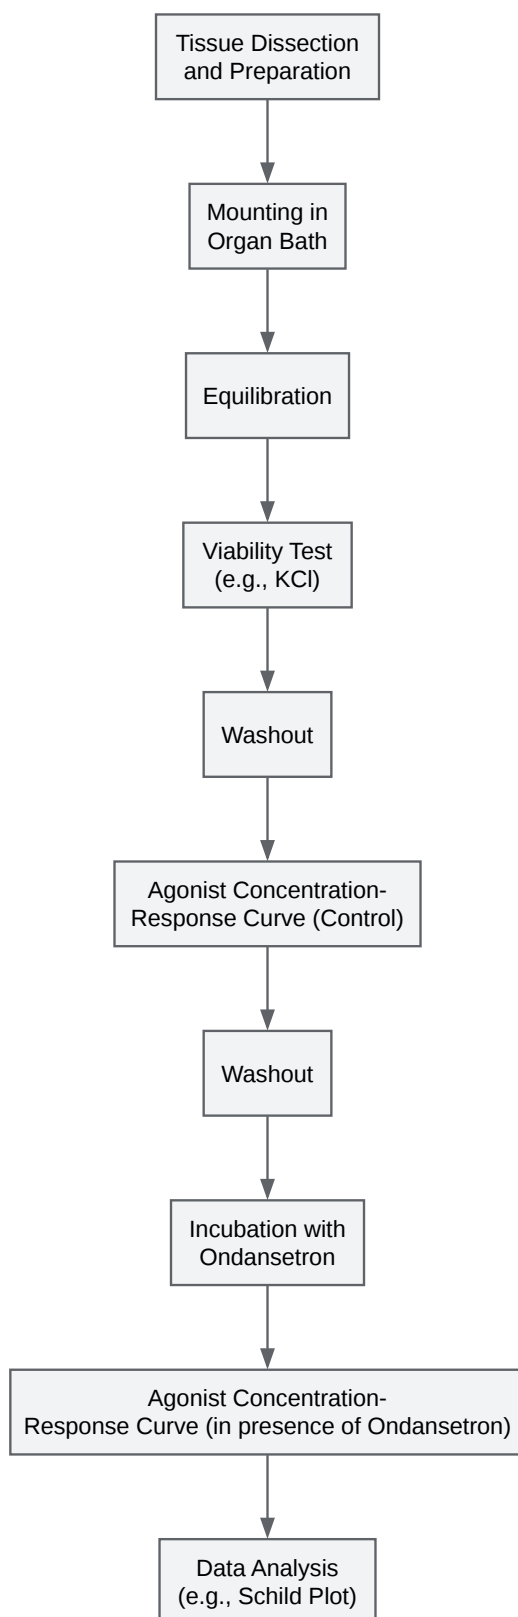 Tissue Dissection
and Preparation
Mounting in
Organ Bath
Equilibration
Viability Test
(e.g., KCl)
Washout
Agonist Concentration-
Response Curve (Control)
Washout
Incubation with
Ondansetron
Agonist Concentration-
Response Curve (in presence of Ondansetron)
Data Analysis
(e.g., Schild Plot)